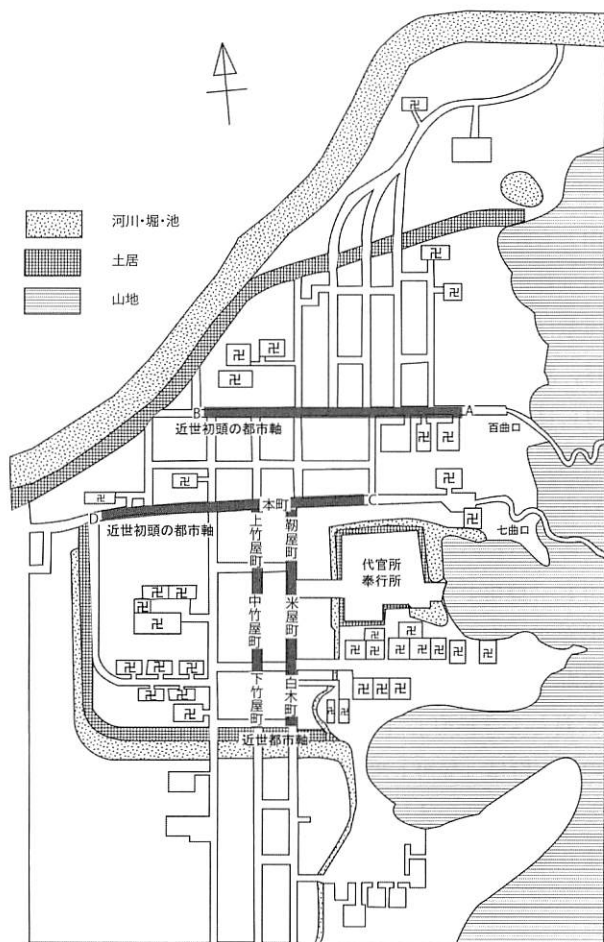 河川・堀・池
土居
山地
B
A
近世初頭の都市軸
百曲口
本町
C
D
近世初頭の都市軸
七曲口
上竹屋町
靭屋町
代官所
奉行所
中竹屋町
米屋町
下竹屋町
白木町
近世都市軸